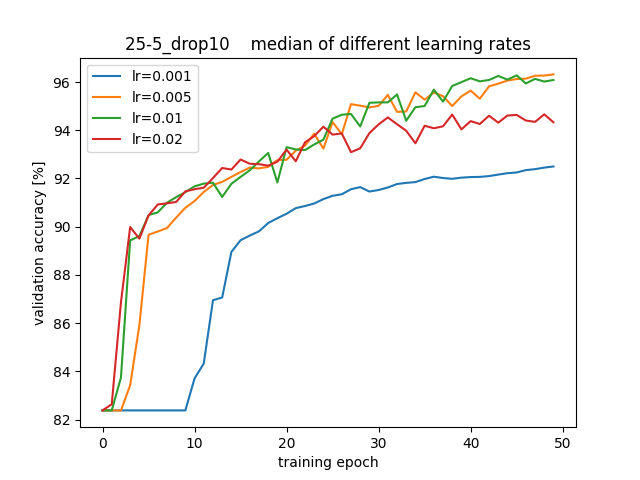 25-5_drop10    median of different learning rates
lr=0.001
lr=0.005
lr=0.01
lr=0.02
validation accuracy [%]
96
94
92
90
88
86
84
82
0 10 20 30 40 50
training epoch